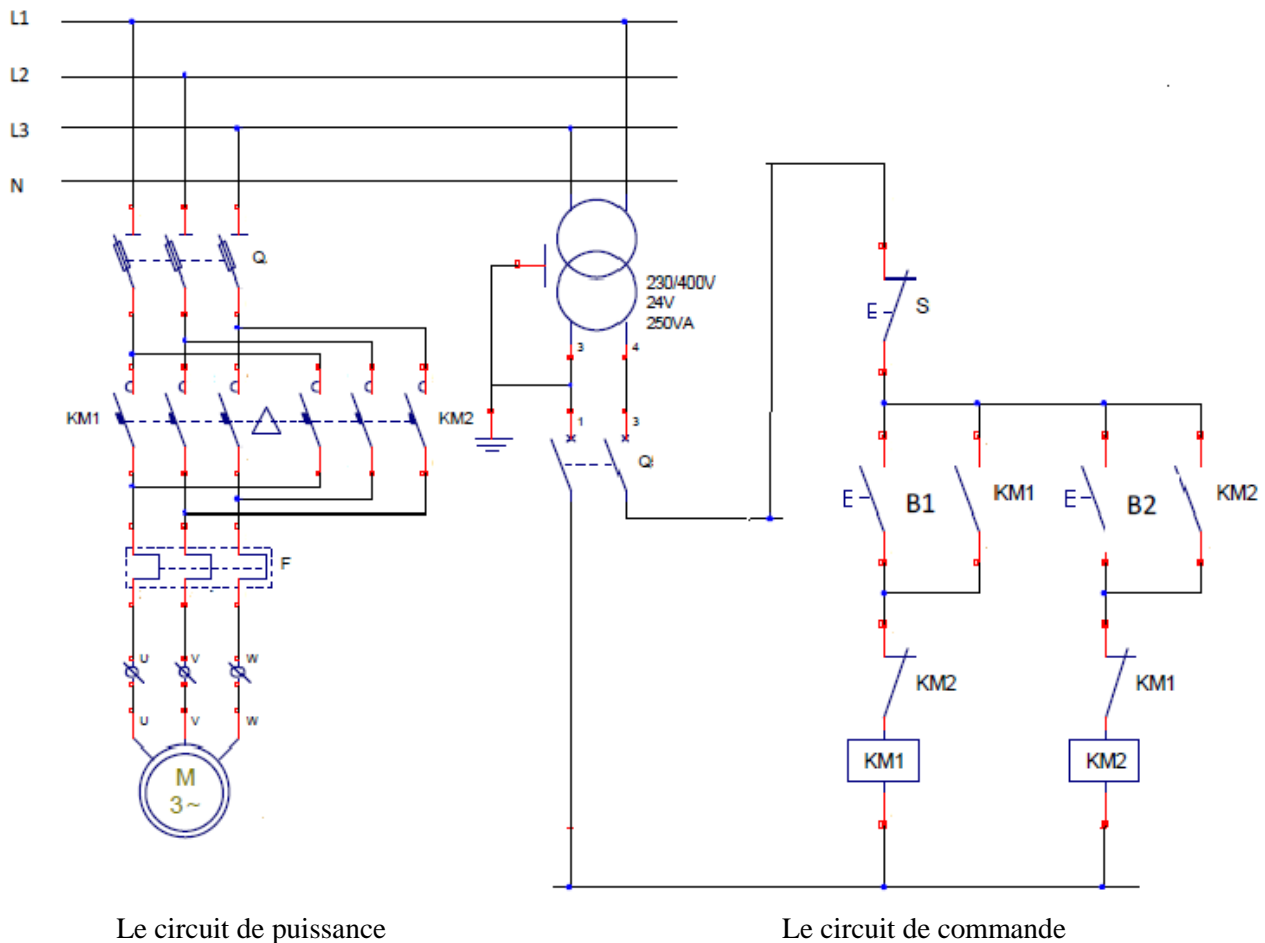 L1
L2
L3
N
Q
230/400V
24V
250VA
S
3 4
KM1
KM2
1 3
Q
B1
KM1
B2
KM2
F
U V W
KM2
KM1
U V W
M
3~
KM1
KM2
Le circuit de puissance
Le circuit de commande